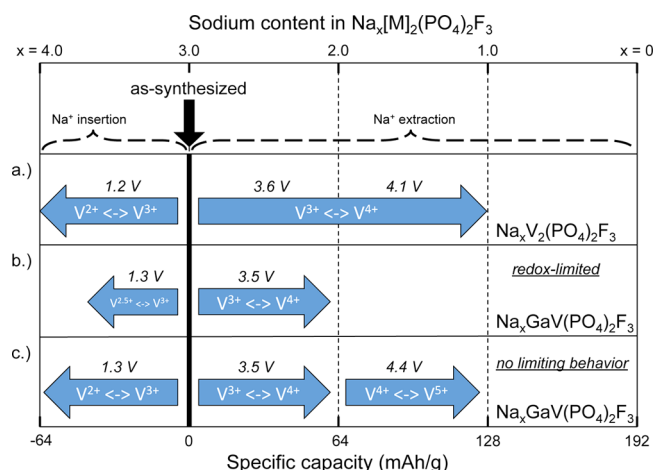 Sodium content in Naₓ[M]₂(PO₄)₂F₃
x = 4.0 3.0 2.0 1.0 x = 0
as-synthesized
Na⁺ insertion Na⁺ extraction
a.)
1.2 V 3.6 V 4.1 V
V²⁺ <-> V³⁺ V³⁺ <-> V⁴⁺
NaₓV₂(PO₄)₂F₃
b.)
1.3 V 3.5 V redox-limited
V²·⁵⁺ <-> V³⁺ V³⁺ <-> V⁴⁺
NaₓGaV(PO₄)₂F₃
c.)
1.3 V 3.5 V 4.4 V no limiting behavior
V²⁺ <-> V³⁺ V³⁺ <-> V⁴⁺ V⁴⁺ <-> V⁵⁺
NaₓGaV(PO₄)₂F₃
-64 0 64 128 192
Specific capacity (mAh/g)